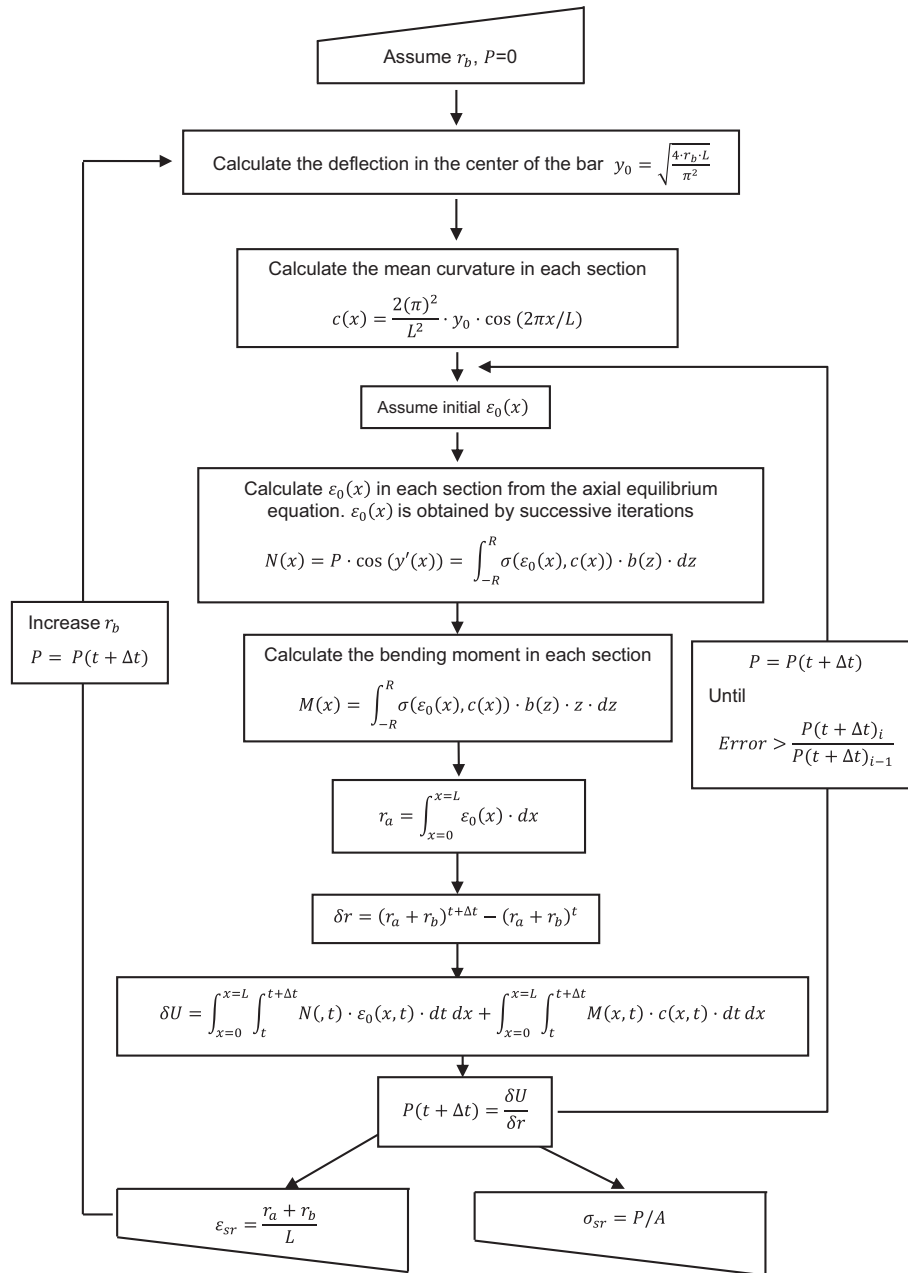 Assume r_b, P=0
Calculate the deflection in the center of the bar y_0 = √(4·r_b·L / π^2)
Calculate the mean curvature in each section
c(x) = 2(π)^2 / L^2 · y_0 · cos (2πx/L)
Assume initial ε_0(x)
Calculate ε_0(x) in each section from the axial equilibrium
equation. ε_0(x) is obtained by successive iterations
N(x) = P · cos (y′(x)) = ∫_{-R}^{R} σ(ε_0(x), c(x)) · b(z) · dz
Increase r_b
P = P(t + Δt)
Calculate the bending moment in each section
M(x) = ∫_{-R}^{R} σ(ε_0(x), c(x)) · b(z) · z · dz
P = P(t + Δt)
Until
Error > P(t + Δt)_i / P(t + Δt)_{i-1}
r_a = ∫_{x=0}^{x=L} ε_0(x) · dx
δr = (r_a + r_b)^{t+Δt} − (r_a + r_b)^t
δU = ∫_{x=0}^{x=L} ∫_{t}^{t+Δt} N(,t) · ε_0(x, t) · dt dx + ∫_{x=0}^{x=L} ∫_{t}^{t+Δt} M(x, t) · c(x, t) · dt dx
P(t + Δt) = δU / δr
ε_sr = r_a + r_b / L
σ_sr = P/A